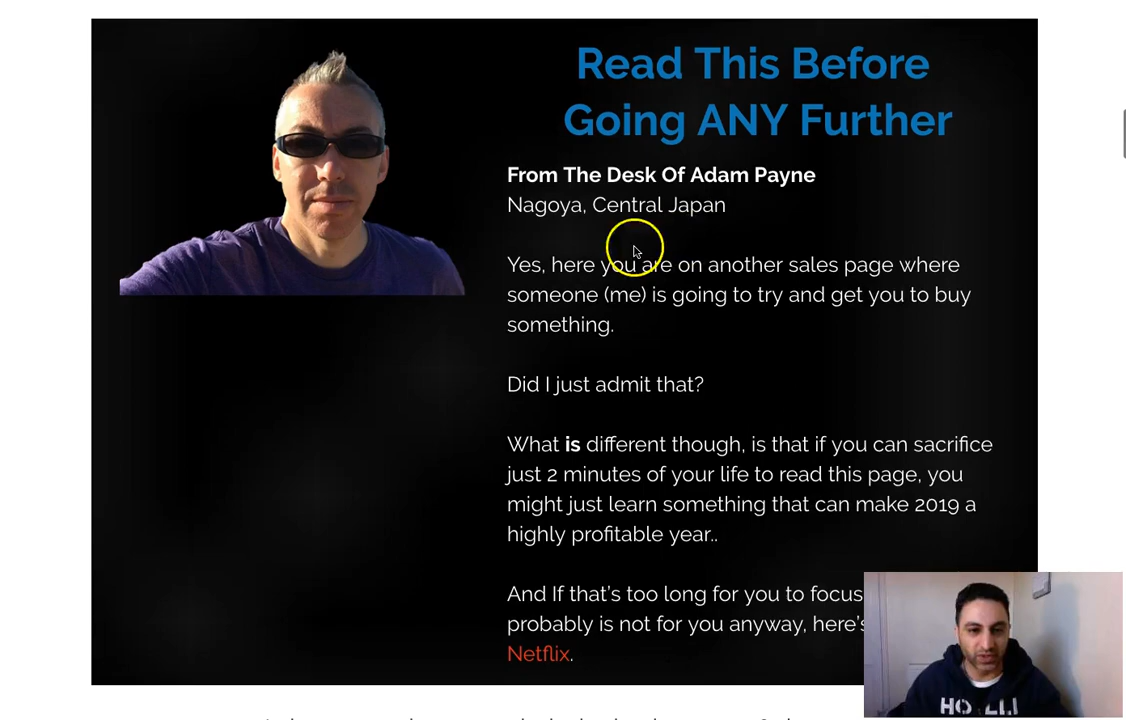 Read This Before
Going ANY Further
From The Desk Of Adam Payne
Nagoya, Central Japan
Yes, here you are on another sales page where
someone (me) is going to try and get you to buy
something.
Did I just admit that?
What is different though, is that if you can sacrifice
just 2 minutes of your life to read this page, you
might just learn something that can make 2019 a
highly profitable year..
And If that's too long for you to focus
probably is not for you anyway, here's
Netflix.